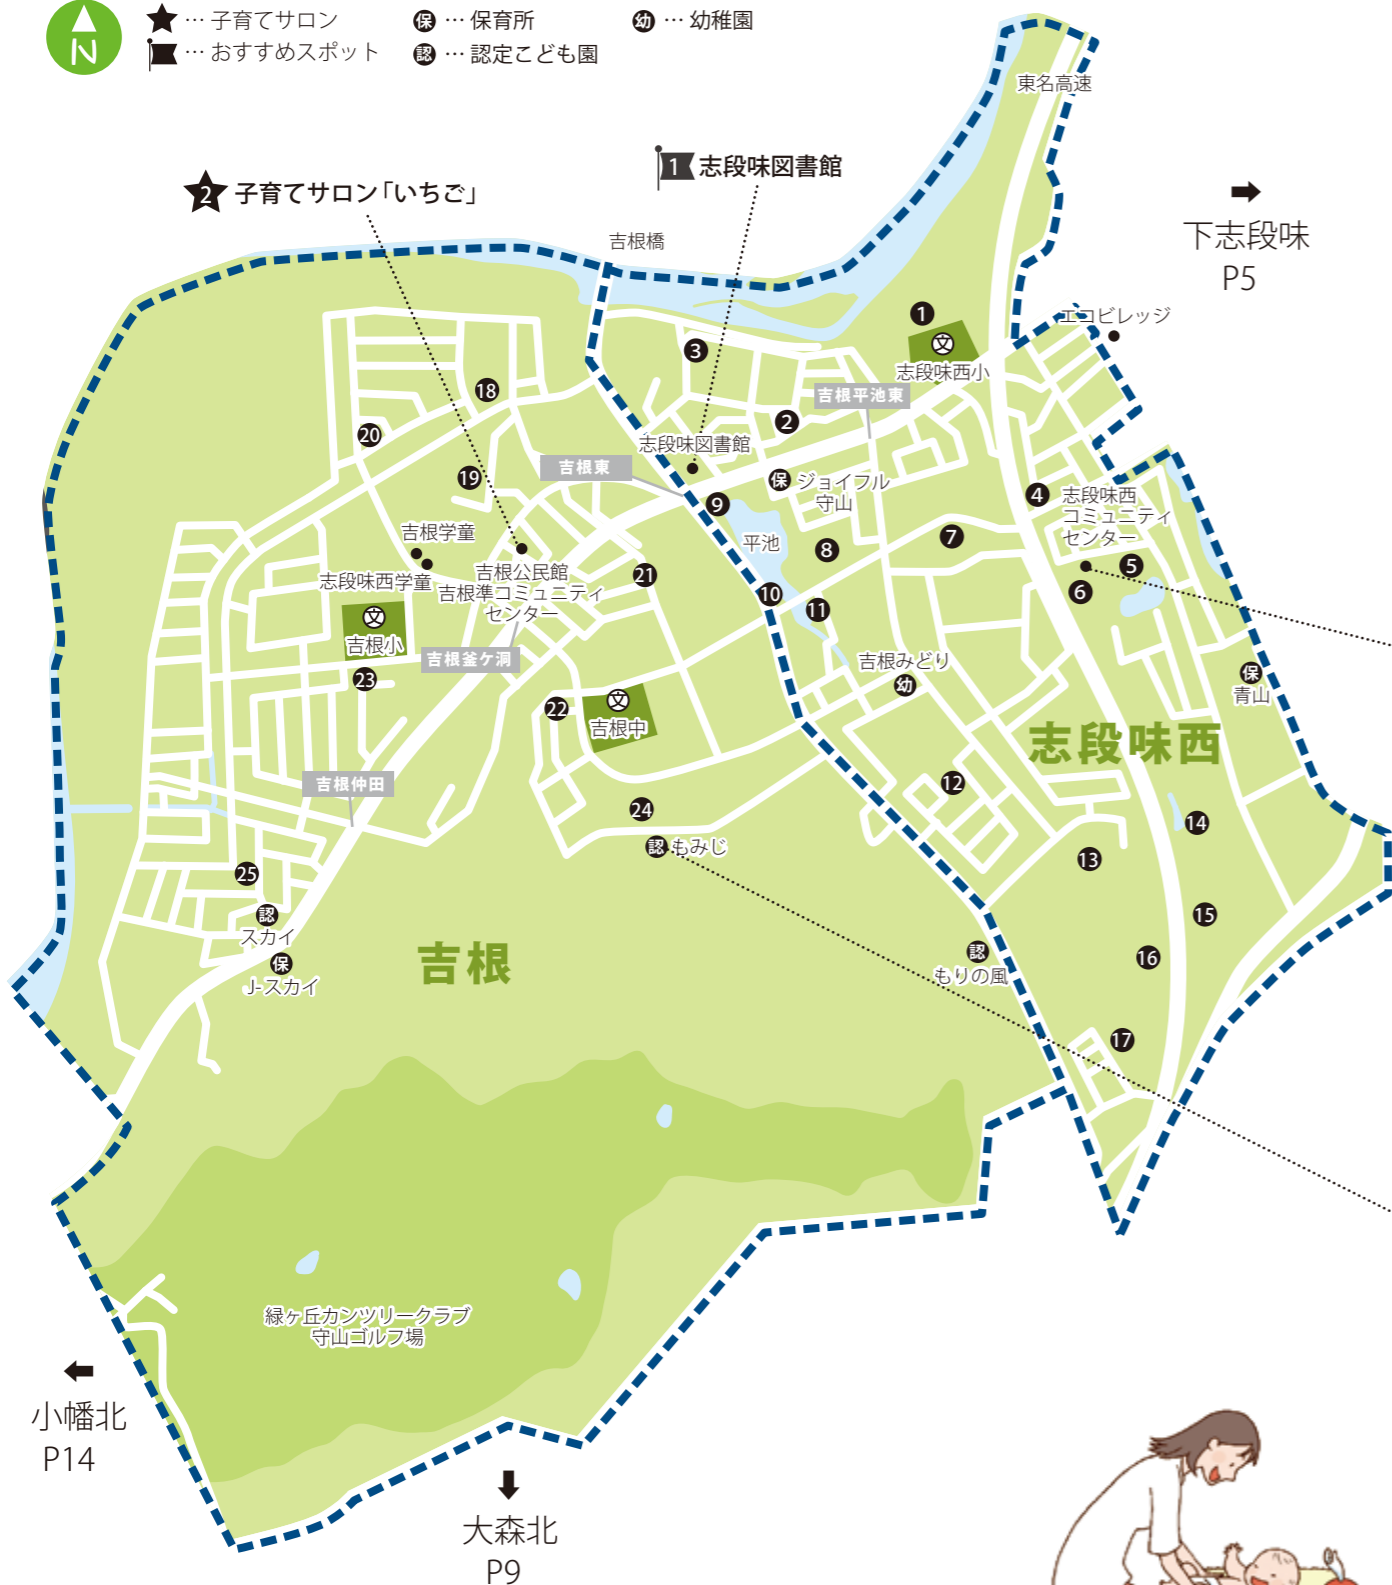 N
★ … 子育てサロン
保 … 保育所
幼 … 幼稚園
… おすすめスポット
認 … 認定こども園
東名高速
1 志段味図書館
2 子育てサロン「いちご」
下志段味
P5
吉根橋
エコビレッジ
1
文
志段味西小
3
吉根平池東
18
2
20
志段味図書館
吉根東
19
保 ジョイフル
守山
9
4
志段味西
コミュニティ
センター
平池
7
8
吉根学童
志段味西学童
吉根公民館
吉根準コミュニティ
センター
21
5
6
10
11
文
吉根小
吉根釜ケ洞
23
吉根みどり
幼
保
青山
22
文
吉根中
志段味西
吉根仲田
12
24
14
認 もみじ
13
25
認
スカイ
15
吉根
保
J-スカイ
認
もりの風
16
17
緑ヶ丘カンツリークラブ
守山ゴルフ場
小幡北
P14
大森北
P9